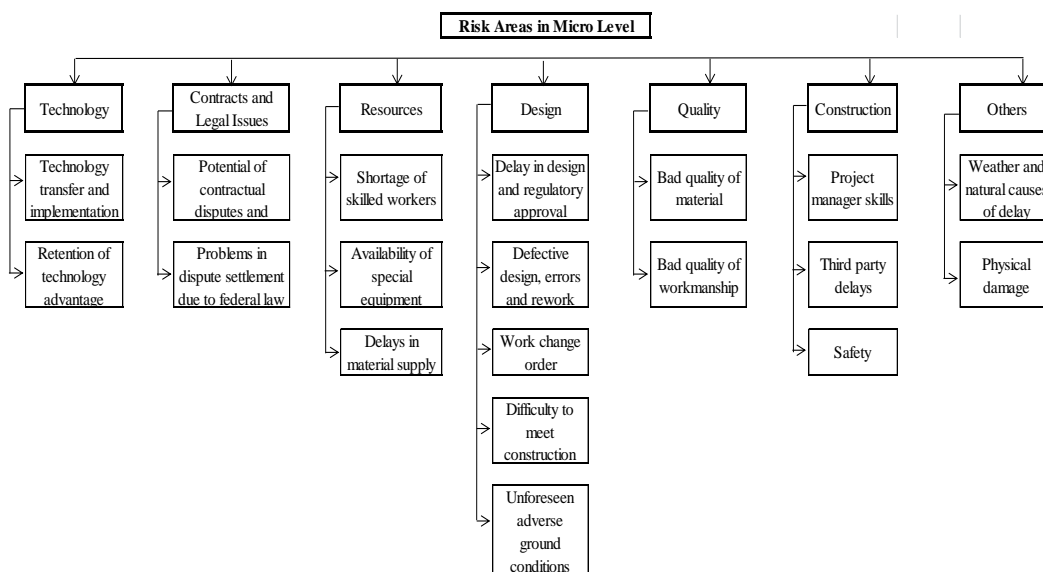 Risk Areas in Micro Level
Technology
Contracts and
Legal Issues
Resources
Design
Quality
Construction
Others
Technology
transfer and
implementation
Retention of
technology
advantage
Potential of
contractual
disputes and
Problems in
dispute settlement
due to federal law
Shortage of
skilled workers
Availability of
special
equipment
Delays in
material supply
Delay in design
and regulatory
approval
Defective
design, errors
and rework
Work change
order
Difficulty to
meet
construction
Unforeseen
adverse
ground
conditions
Bad quality of
material
Bad quality of
workmanship
Project
manager skills
Third party
delays
Safety
Weather and
natural causes
of delay
Physical
damage